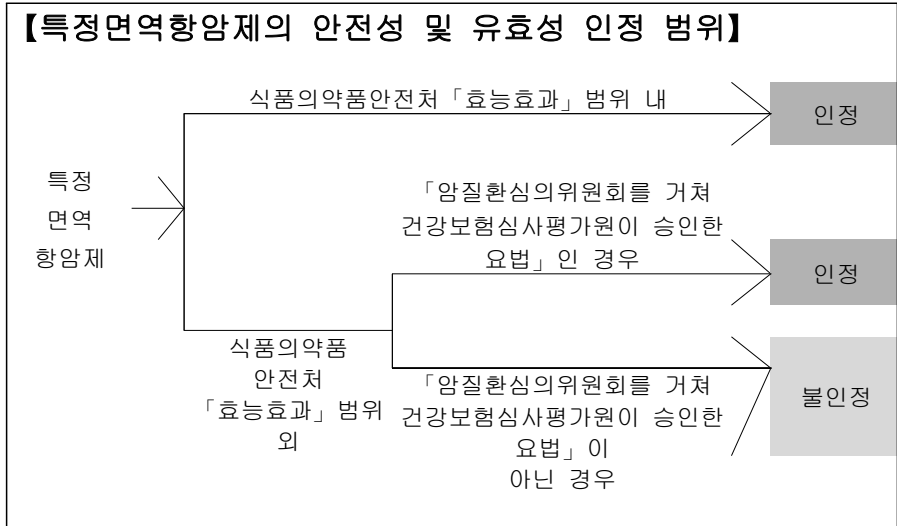 【특정면역항암제의 안전성 및 유효성 인정 범위】
식품의약품안전처「효능효과」범위 내
인정
특정
면역
항암제
「암질환심의위원회를 거쳐
건강보험심사평가원이 승인한
요법」인 경우
인정
식품의약품
안전처
「효능효과」범위
외
「암질환심의위원회를 거쳐
건강보험심사평가원이 승인한
요법」이
아닌 경우
불인정